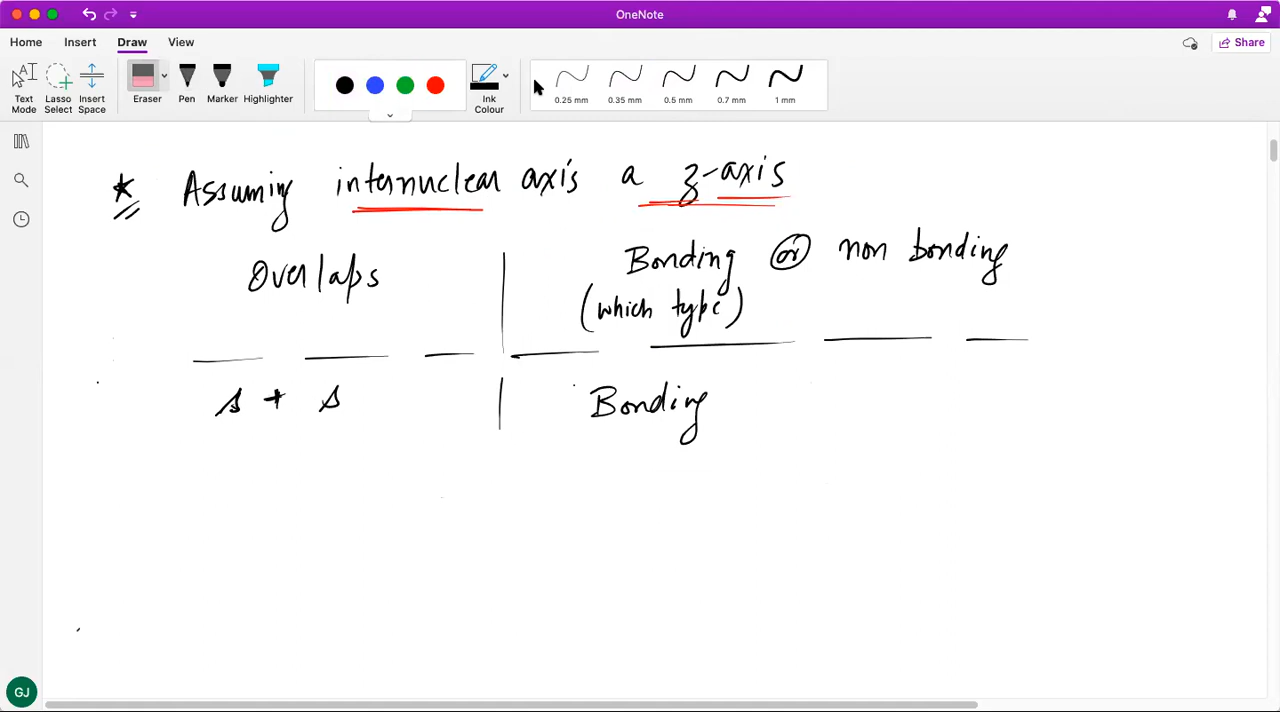 OneNote
Home Insert Draw View
Share
Text Mode
Lasso Select
Insert Space
Eraser
Pen
Marker
Highlighter
Ink Colour
0.25 mm
0.35 mm
0.5 mm
0.7 mm
1 mm
* Assuming internuclear axis a z-axis
Overlaps
Bonding or non bonding
(which type)
s + s
Bonding
GJ